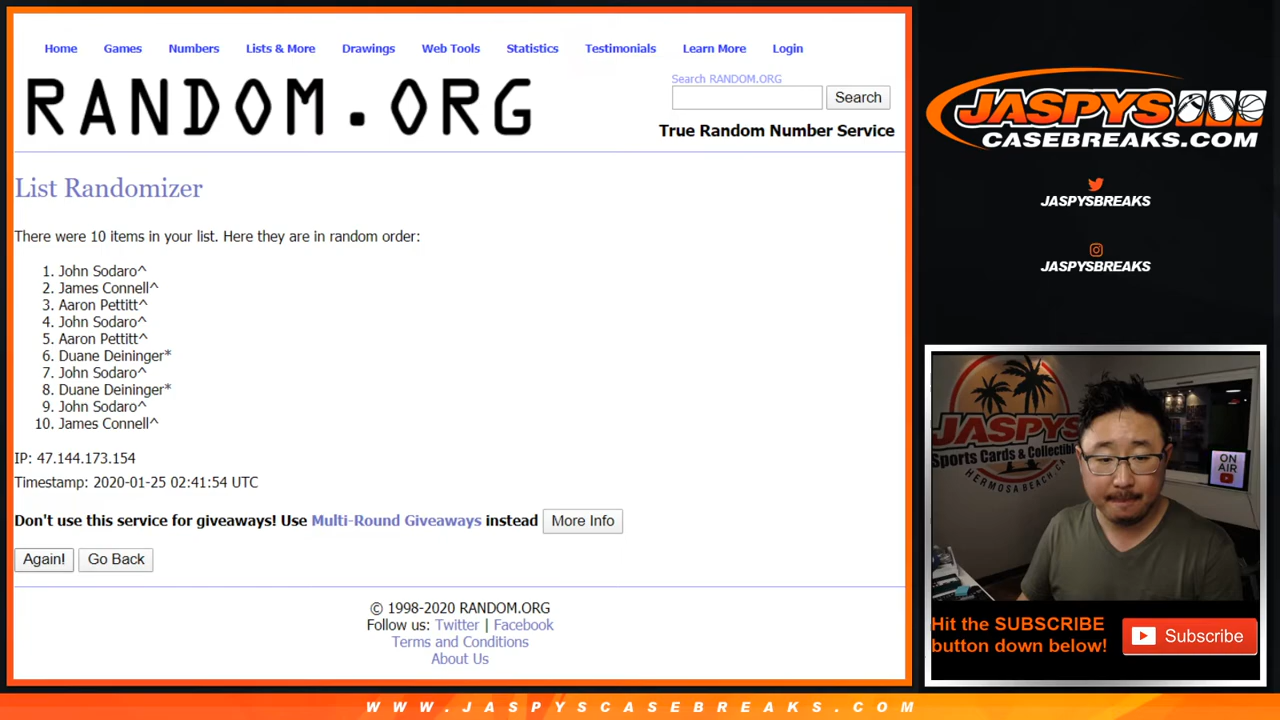 Home Games Numbers Lists & More Drawings Web Tools Statistics Testimonials Learn More Login
RANDOM.ORG
Search RANDOM.ORG
Search
True Random Number Service
List Randomizer
There were 10 items in your list. Here they are in random order:
1. John Sodaro^
2. James Connell^
3. Aaron Pettitt^
4. John Sodaro^
5. Aaron Pettitt^
6. Duane Deininger*
7. John Sodaro^
8. Duane Deininger*
9. John Sodaro^
10. James Connell^
IP: 47.144.173.154
Timestamp: 2020-01-25 02:41:54 UTC
Don't use this service for giveaways! Use Multi-Round Giveaways instead More Info
Again! Go Back
© 1998-2020 RANDOM.ORG
Follow us: Twitter | Facebook
Terms and Conditions
About Us
JASPYS
CASEBREAKS.COM
JASPYSBREAKS
JASPYSBREAKS
JASPYS
Sports Cards & Collectibl
HERMOSA BEACH, CA
ON
AIR
Hit the SUBSCRIBE
button down below!
Subscribe
WWW.JASPYSCASEBREAKS.COM